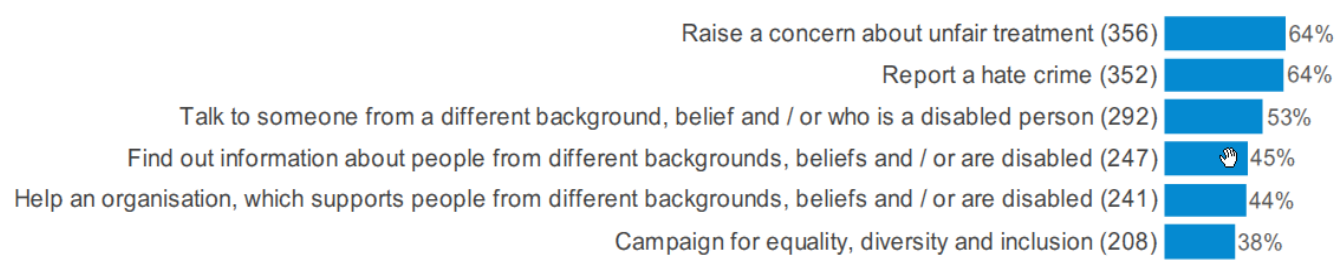 Raise a concern about unfair treatment (356) 64%
Report a hate crime (352) 64%
Talk to someone from a different background, belief and / or who is a disabled person (292) 53%
Find out information about people from different backgrounds, beliefs and / or are disabled (247) 45%
Help an organisation, which supports people from different backgrounds, beliefs and / or are disabled (241) 44%
Campaign for equality, diversity and inclusion (208) 38%